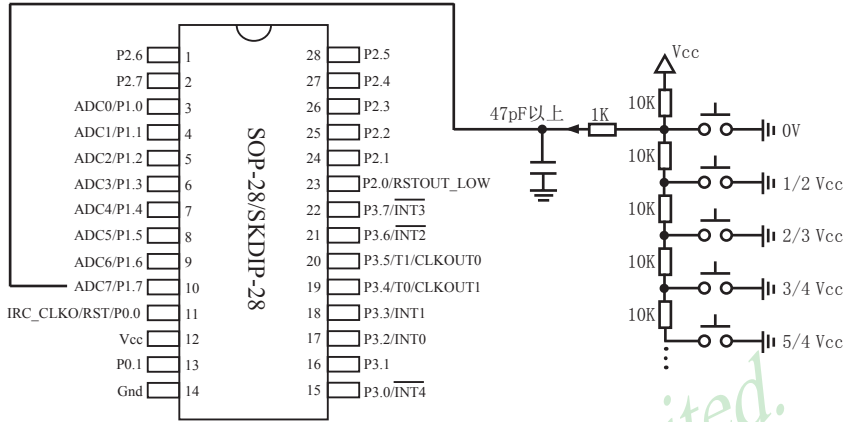 P2.6 1 28 P2.5
P2.7 2 27 P2.4
ADC0/P1.0 3 26 P2.3
ADC1/P1.1 4 25 P2.2
ADC2/P1.2 5 24 P2.1
ADC3/P1.3 6 23 P2.0/RSTOUT_LOW
ADC4/P1.4 7 22 P3.7/INT3
ADC5/P1.5 8 21 P3.6/INT2
ADC6/P1.6 9 20 P3.5/T1/CLKOUT0
ADC7/P1.7 10 19 P3.4/T0/CLKOUT1
IRC_CLKO/RST/P0.0 11 18 P3.3/INT1
Vcc 12 17 P3.2/INT0
P0.1 13 16 P3.1
Gnd 14 15 P3.0/INT4
SOP-28/SKDIP-28
Vcc
47pF以上 1K
10K
0V
10K
1/2 Vcc
10K
2/3 Vcc
10K
3/4 Vcc
10K
5/4 Vcc